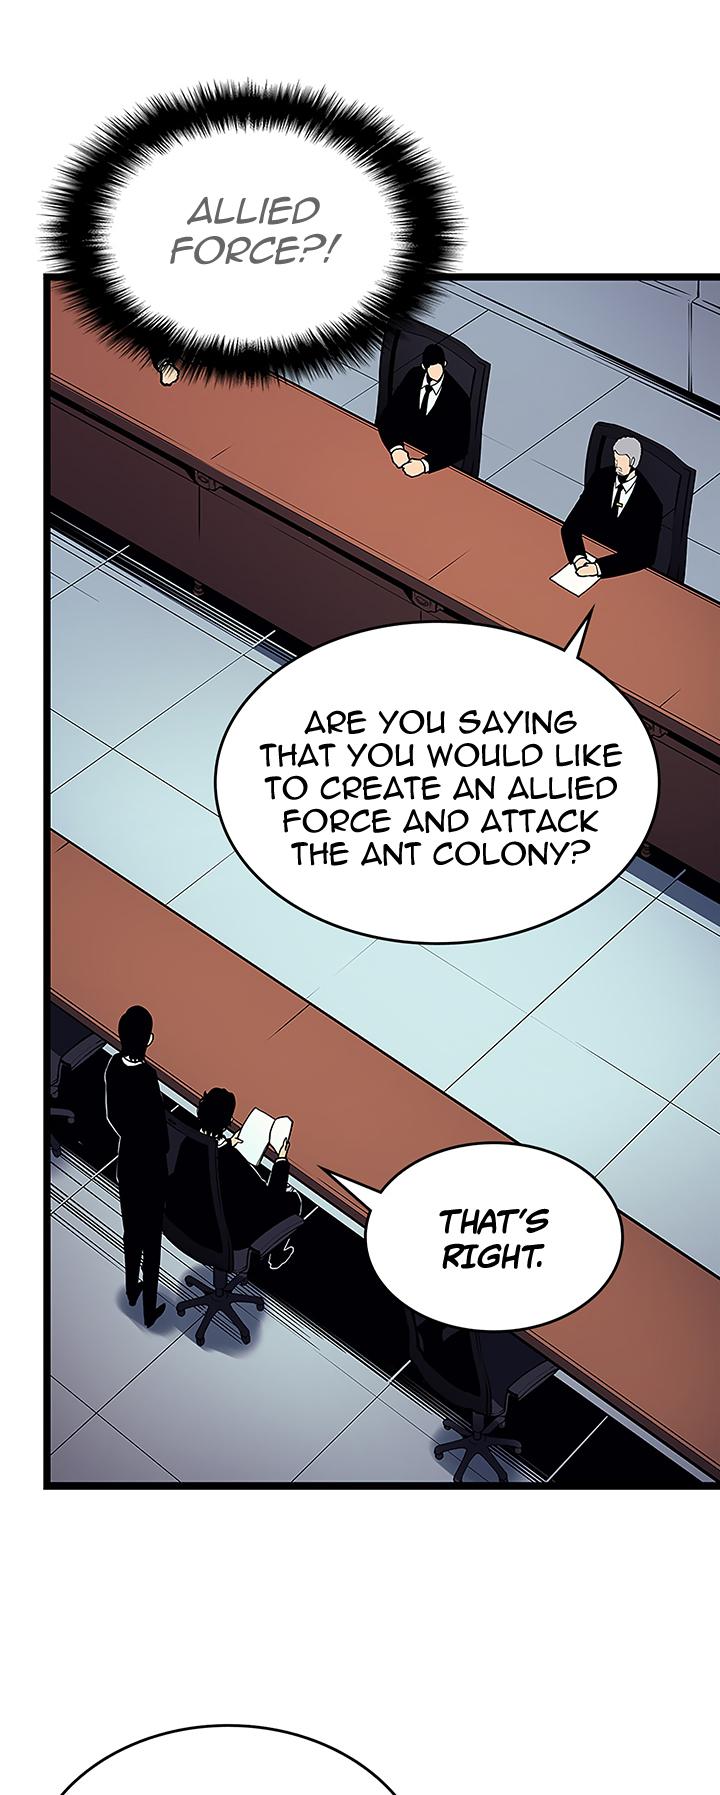 ALLIED
FORCE?!
ARE YOU SAYING
THAT YOU WOULD LIKE
TO CREATE AN ALLIED
FORCE AND ATTACK
THE ANT COLONY?
THAT'S
RIGHT.